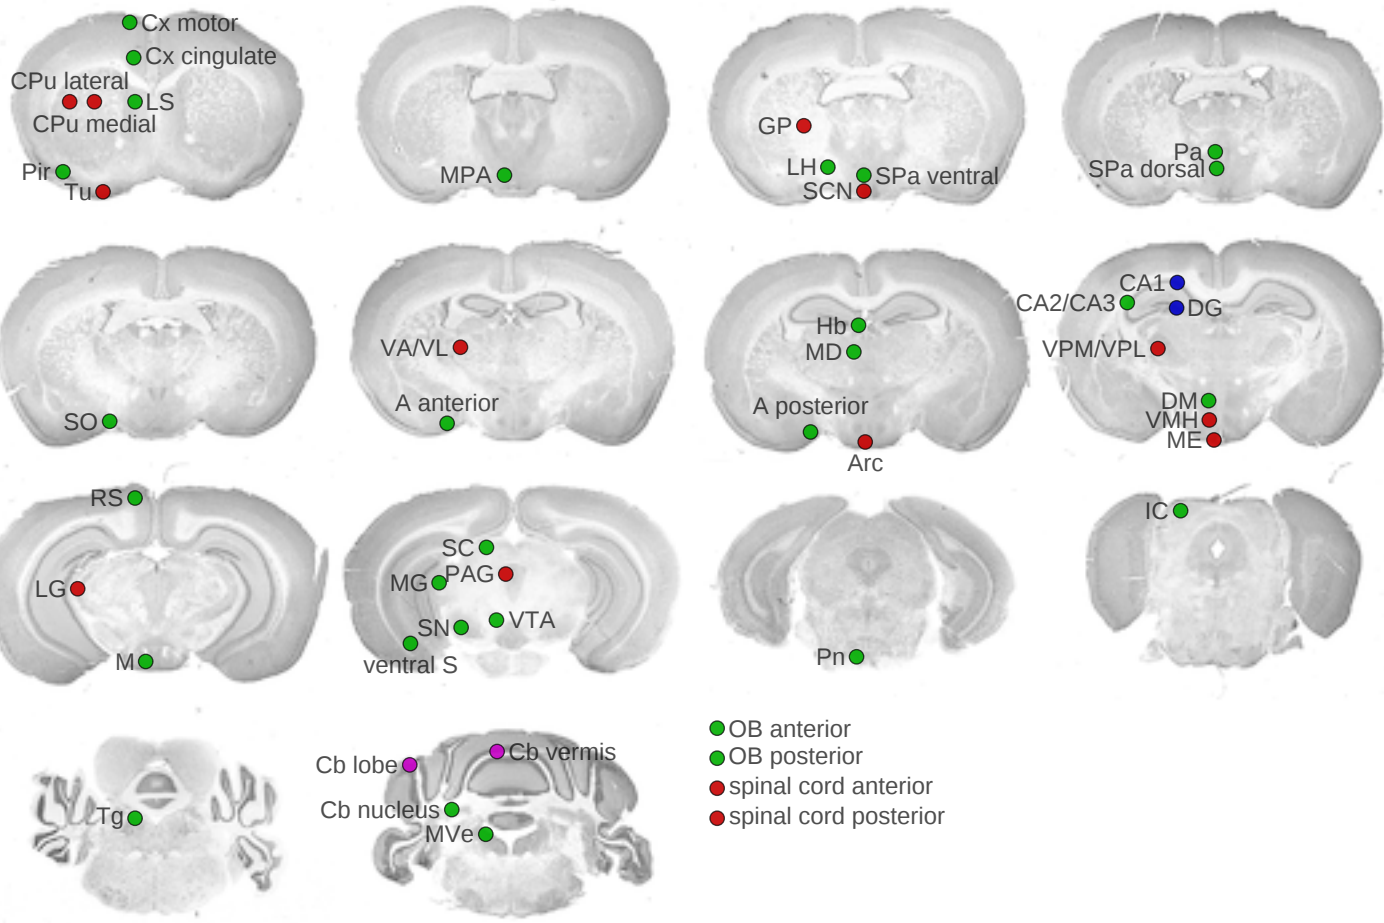 Cx motor
Cx cingulate
CPu lateral
LS
CPu medial
Pir
Tu
MPA
GP
LH
SPa ventral
SCN
Pa
SPa dorsal
SO
VA/VL
A anterior
Hb
MD
A posterior
Arc
CA1
CA2/CA3
DG
VPM/VPL
DM
VMH
ME
RS
LG
M
SC
MG
PAG
SN
VTA
ventral S
Pn
IC
Tg
Cb lobe
Cb vermis
Cb nucleus
MVe
OB anterior
OB posterior
spinal cord anterior
spinal cord posterior